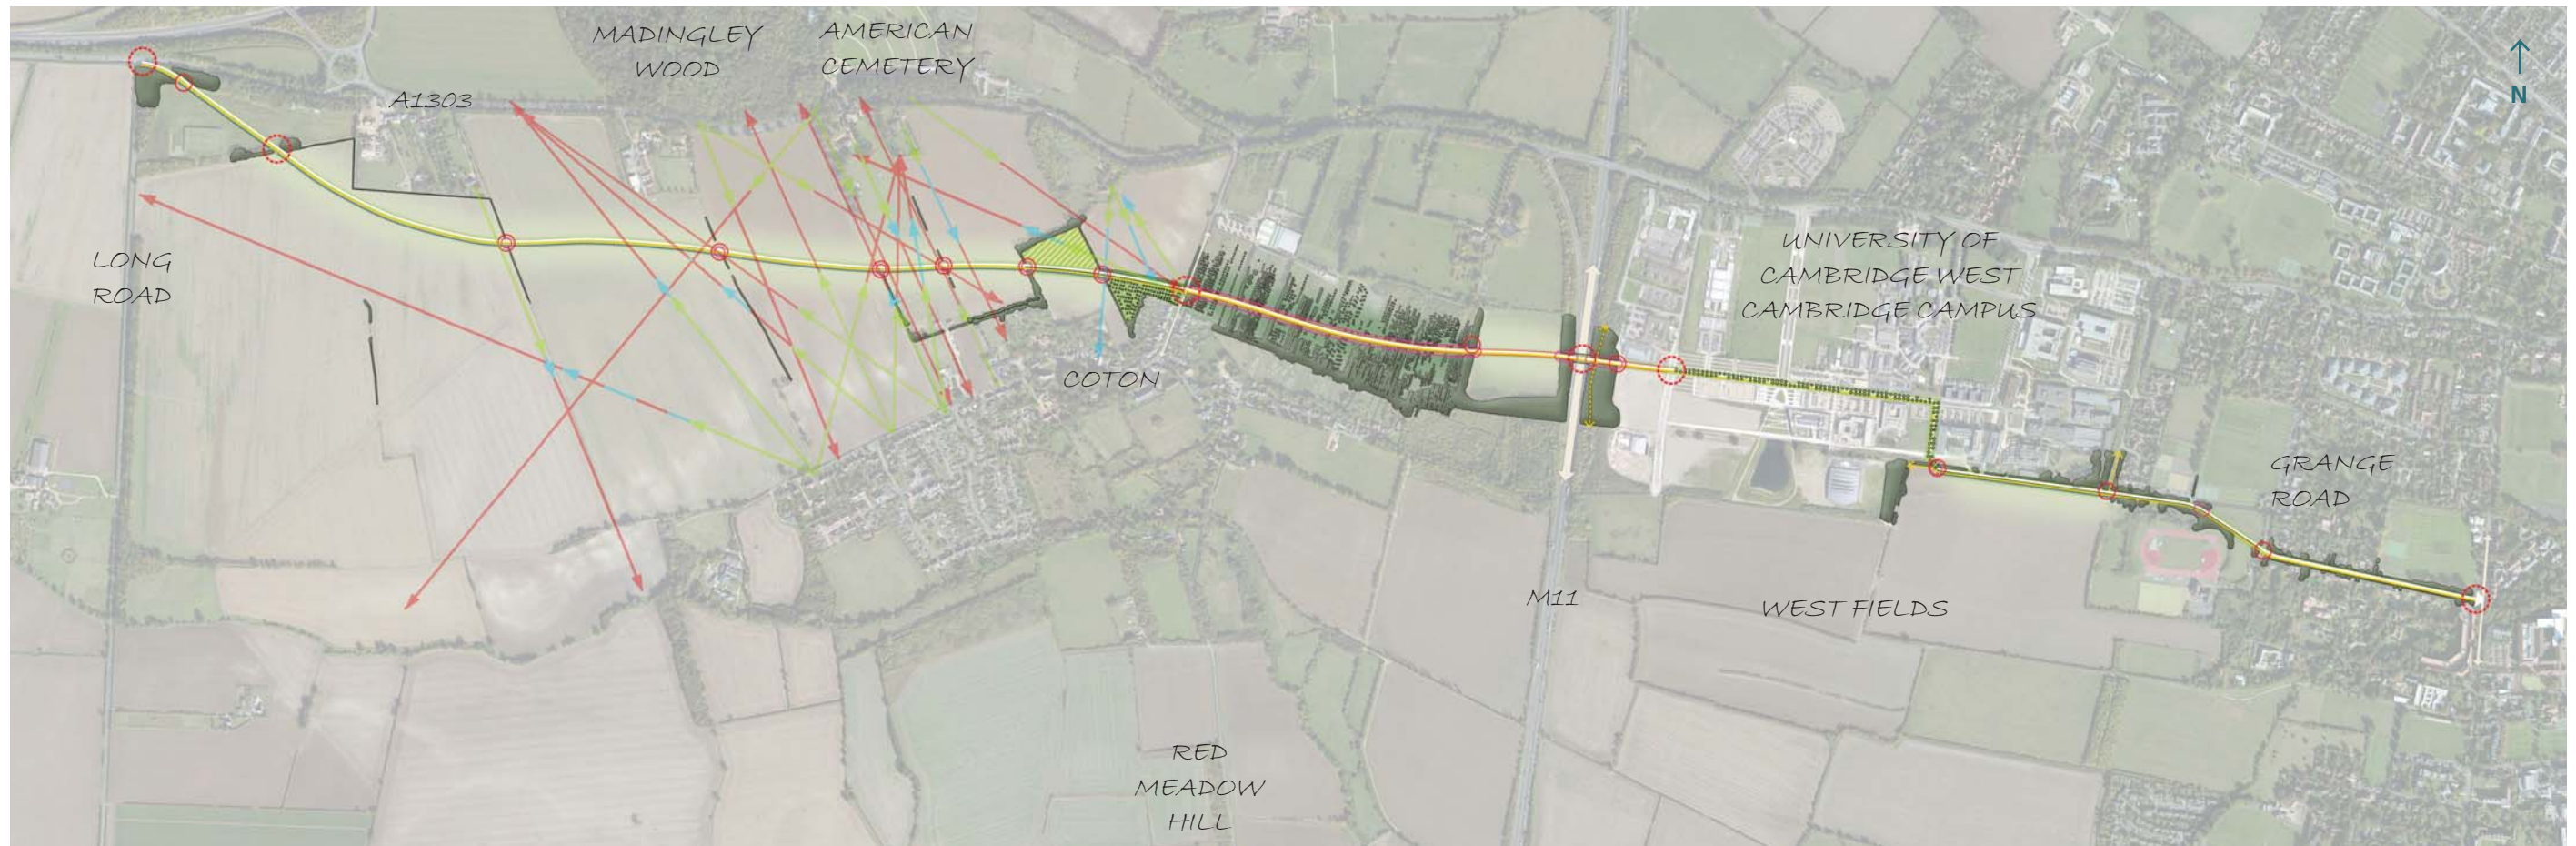 MADINGLEY
WOOD
AMERICAN
CEMETERY
A1303
N
LONG
ROAD
UNIVERSITY OF
CAMBRIDGE WEST
CAMBRIDGE CAMPUS
COTON
GRANGE
ROAD
M11
WEST FIELDS
RED
MEADOW
HILL